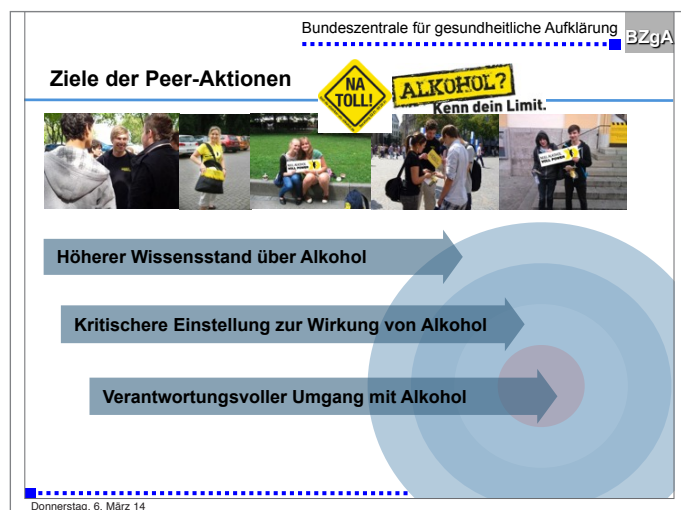 Bundeszentrale für gesundheitliche Aufklärung
BZgA
Ziele der Peer-Aktionen
NA
TOLL!
ALKOHOL?
Kenn dein Limit.
Höherer Wissensstand über Alkohol
Kritischere Einstellung zur Wirkung von Alkohol
Verantwortungsvoller Umgang mit Alkohol
Donnerstag, 6. März 14